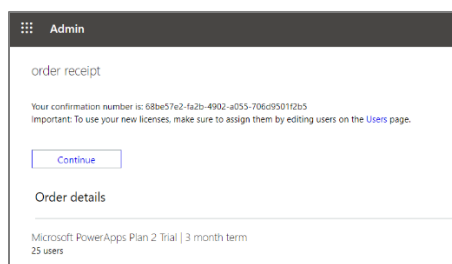 Admin
order receipt
Your confirmation number is: 68be57e2-fa2b-4902-a055-706d9501f2b5
Important: To use your new licenses, make sure to assign them by editing users on the Users page.
Continue
Order details
Microsoft PowerApps Plan 2 Trial | 3 month term
25 users